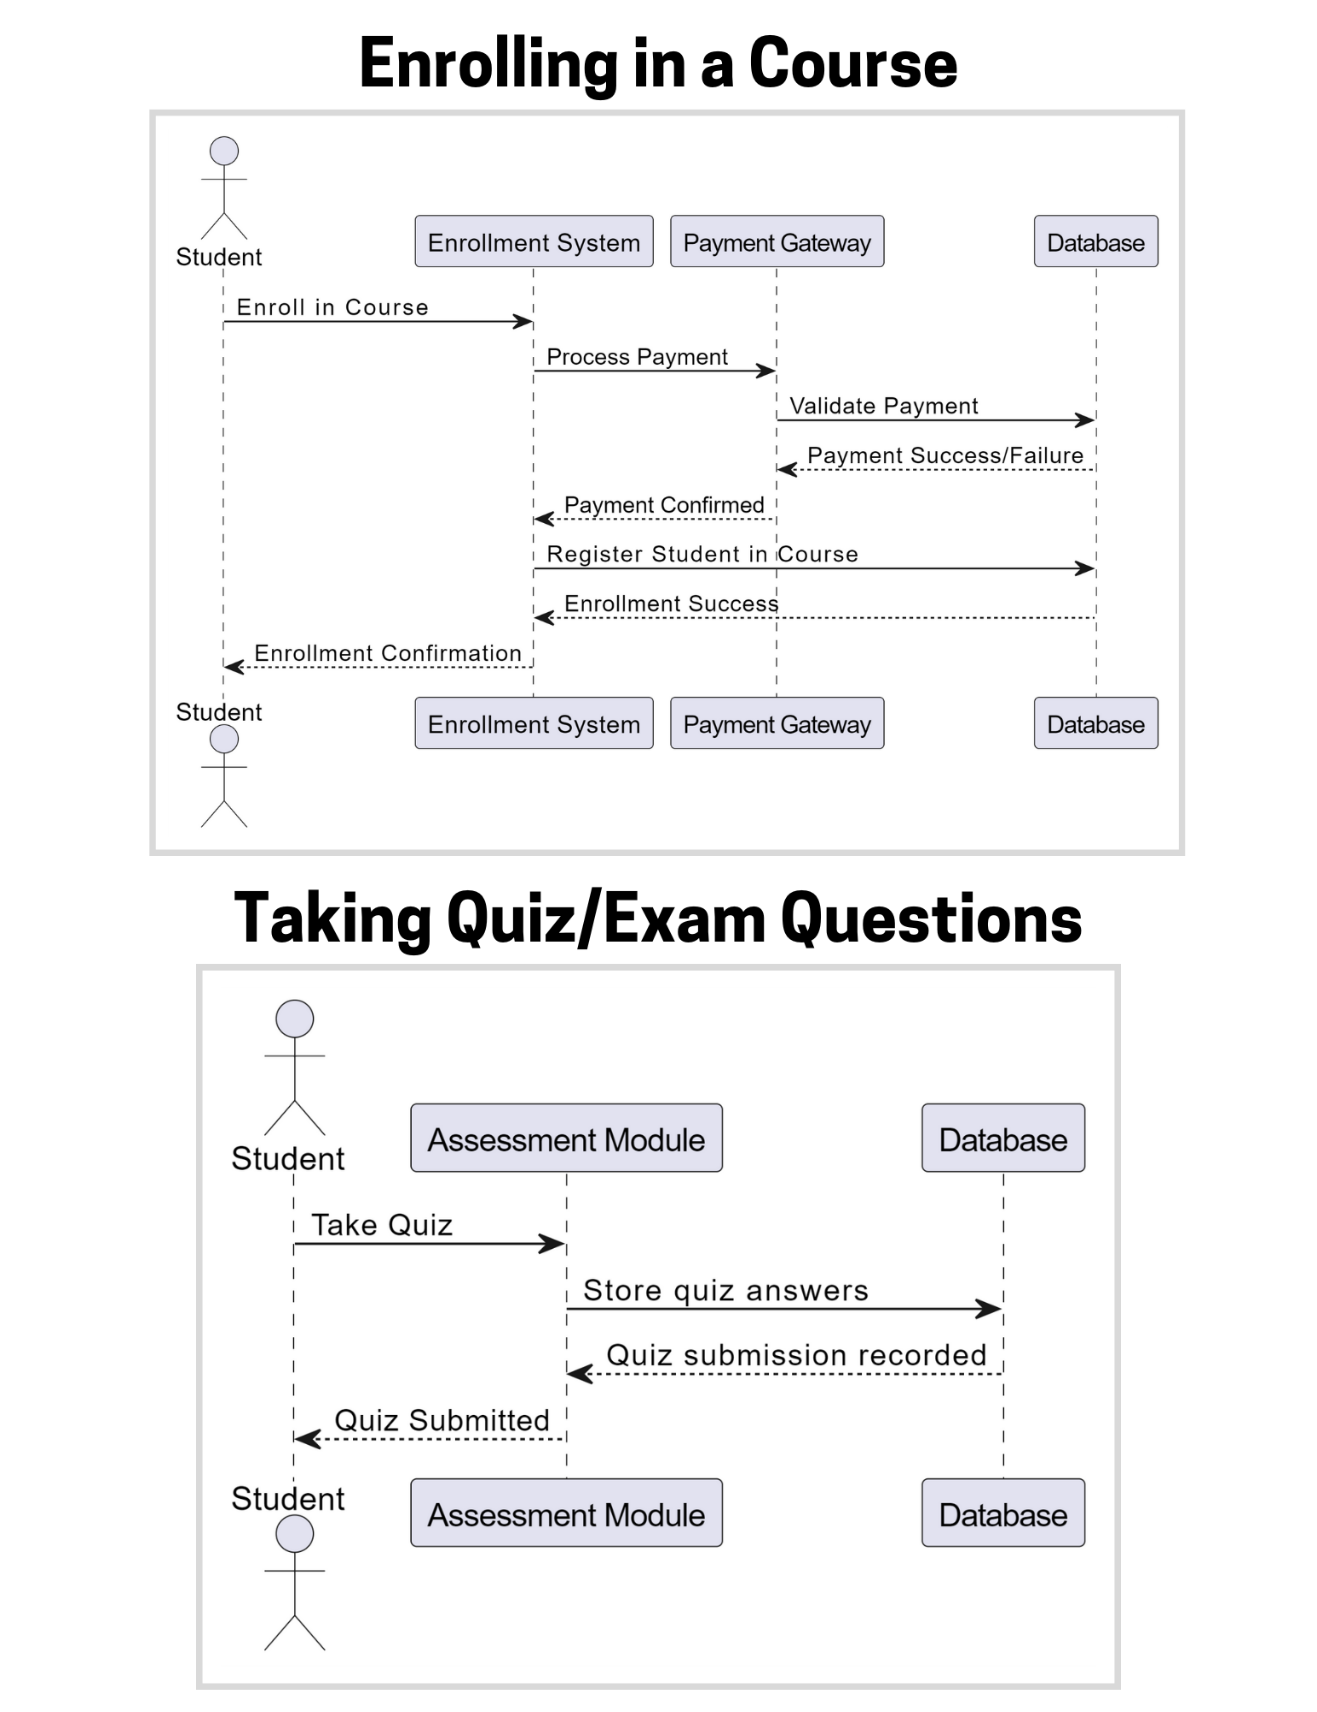 Enrolling in a Course
Student
Enrollment System
Payment Gateway
Database
Enroll in Course
Process Payment
Validate Payment
Payment Success/Failure
Payment Confirmed
Register Student in Course
Enrollment Success
Enrollment Confirmation
Student
Enrollment System
Payment Gateway
Database
Taking Quiz/Exam Questions
Student
Assessment Module
Database
Take Quiz
Store quiz answers
Quiz submission recorded
Quiz Submitted
Student
Assessment Module
Database